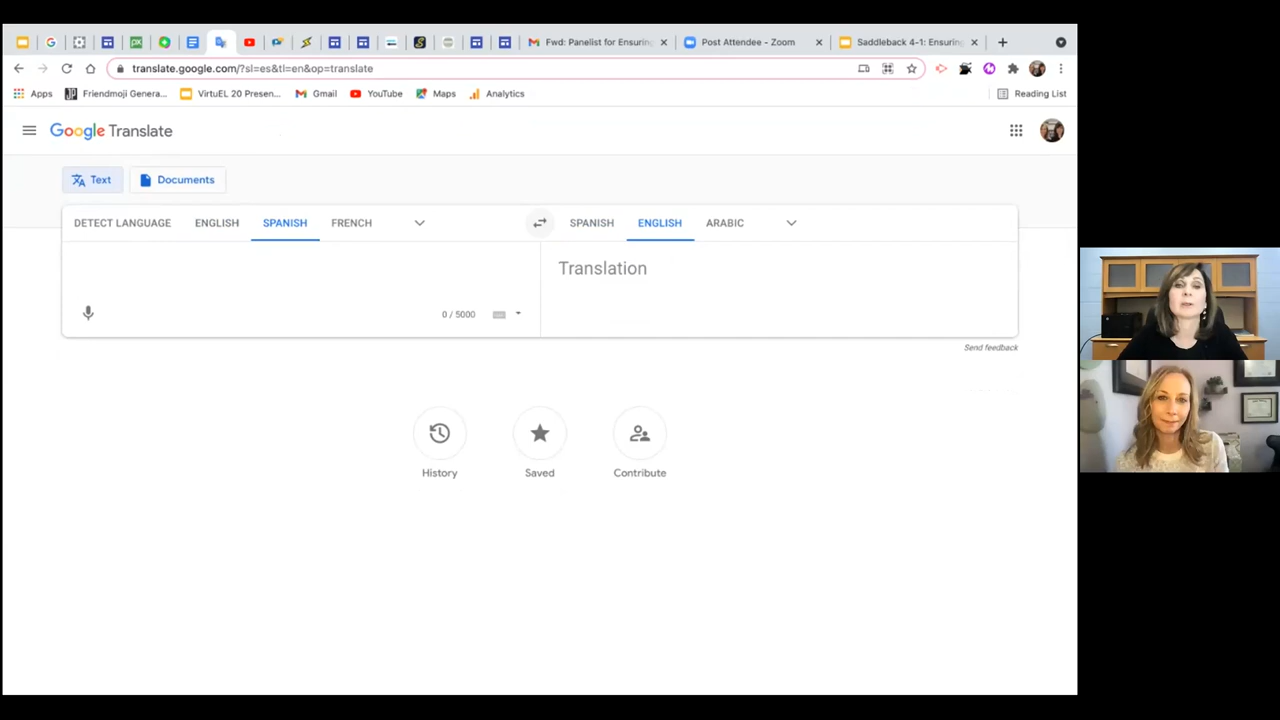 Fwd: Panelist for Ensuring
Post Attendee - Zoom
Saddleback 4-1: Ensuring
translate.google.com/?sl=es&tl=en&op=translate
Apps
Friendmoji Genera...
VirtuEL 20 Presen...
Gmail
YouTube
Maps
Analytics
Reading List
Google Translate
Text
Documents
DETECT LANGUAGE ENGLISH SPANISH FRENCH
SPANISH ENGLISH ARABIC
Translation
0 / 5000
Send feedback
History
Saved
Contribute